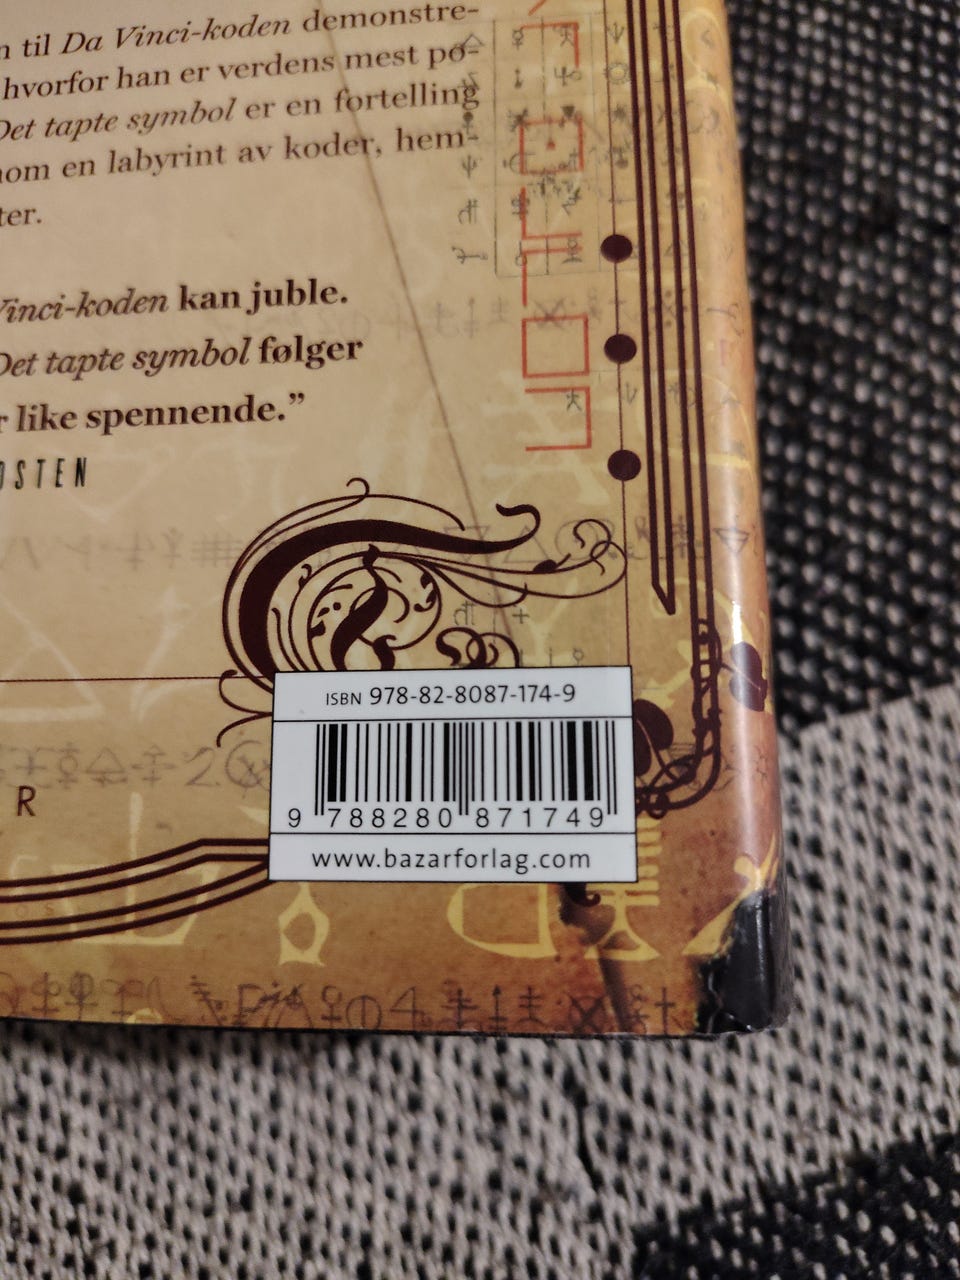 n til Da Vinci-koden demonstre-
hvorfor han er verdens mest po-
Det tapte symbol er en fortelling
nom en labyrint av koder, hem-
ter.
Vinci-koden kan juble.
Det tapte symbol følger
r like spennende.”
OSTEN
ISBN 978-82-8087-174-9
9 788280 871749
www.bazarforlag.com
R